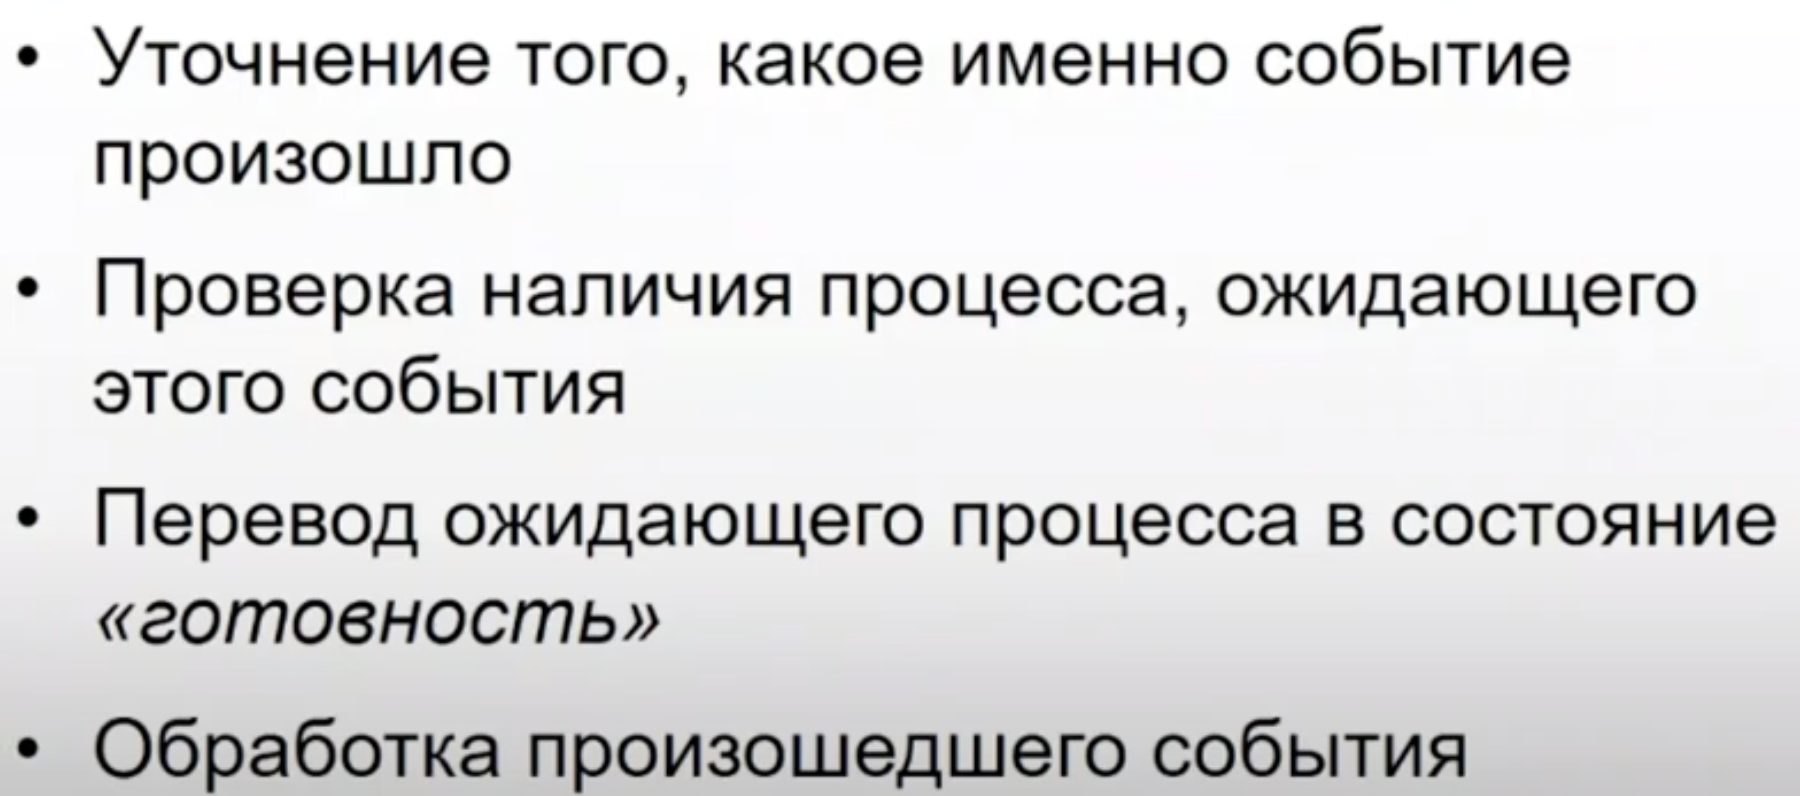 • Уточнение того, какое именно событие
произошло
• Проверка наличия процесса, ожидающего
этого события
• Перевод ожидающего процесса в состояние
«готовность»
• Обработка произошедшего события